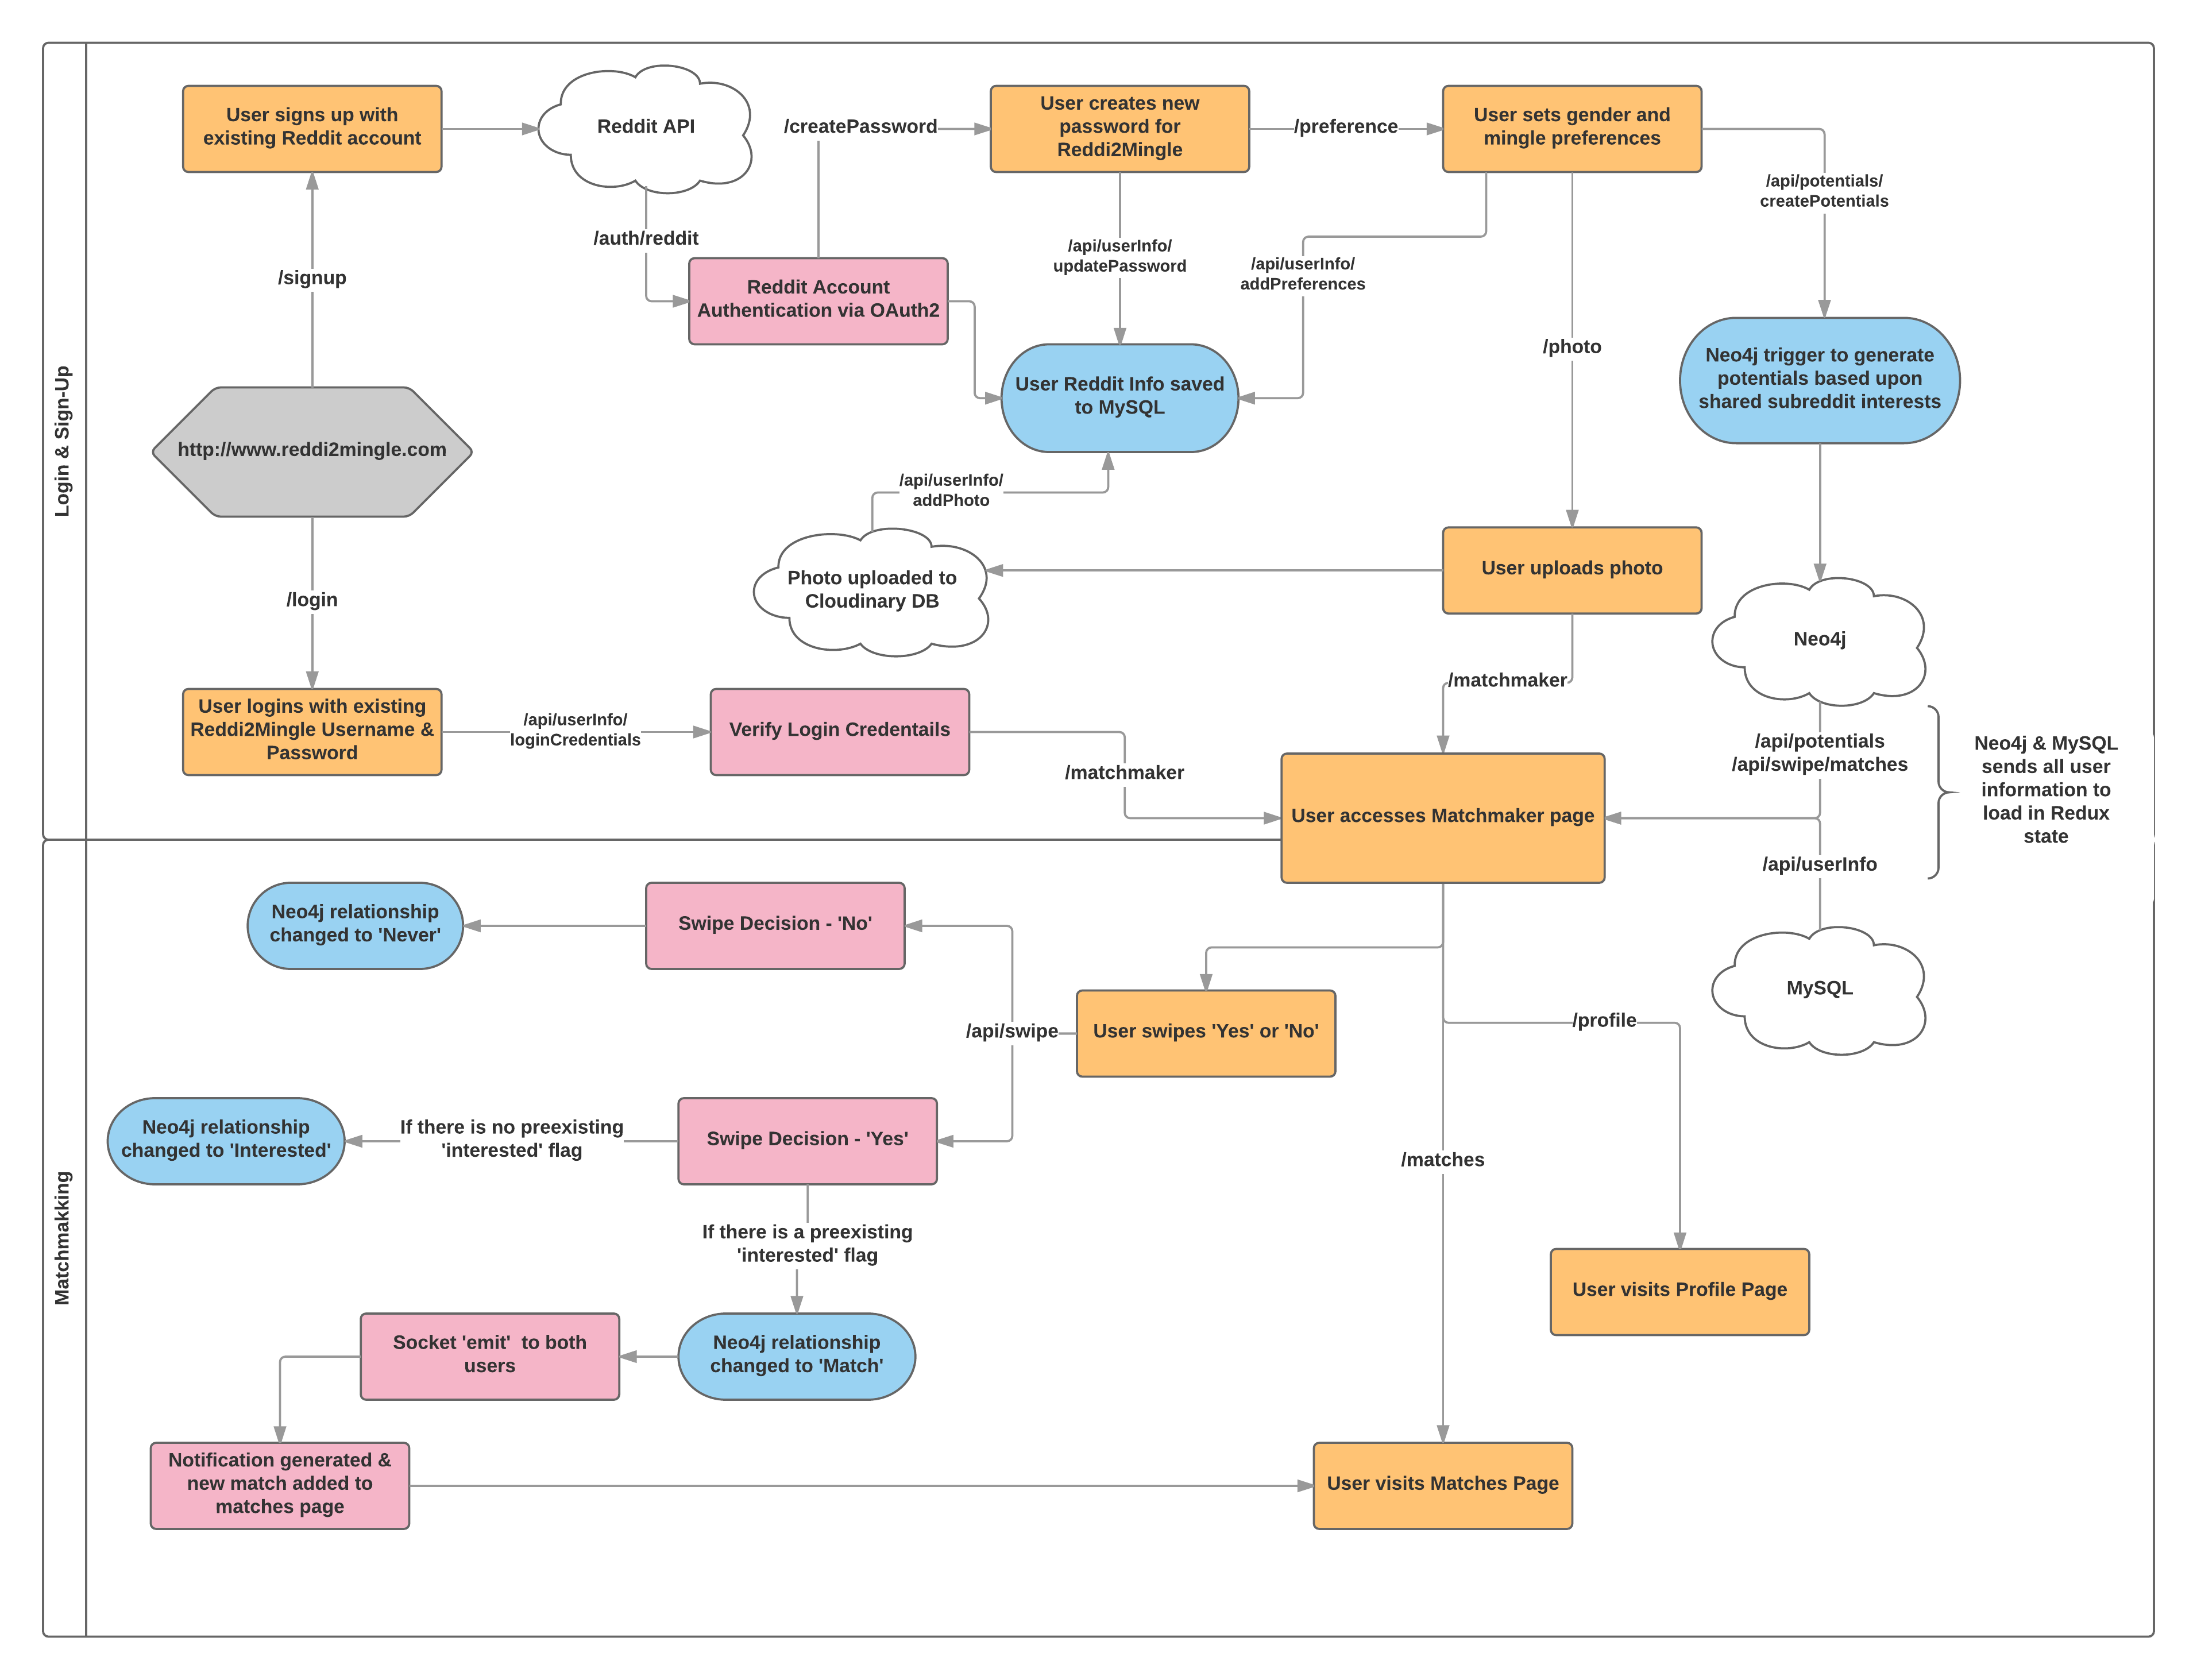 Login & Sign-Up
User signs up with
existing Reddit account
Reddit API
/createPassword
User creates new
password for
Reddi2Mingle
/preference
User sets gender and
mingle preferences
/api/potentials/
createPotentials
/signup
/auth/reddit
Reddit Account
Authentication via OAuth2
/api/userInfo/
updatePassword
/api/userInfo/
addPreferences
/photo
User Reddit Info saved
to MySQL
Neo4j trigger to generate
potentials based upon
shared subreddit interests
http://www.reddi2mingle.com
/api/userInfo/
addPhoto
Photo uploaded to
Cloudinary DB
User uploads photo
/login
Neo4j
/matchmaker
User logins with existing
Reddi2Mingle Username &
Password
/api/userInfo/
loginCredentials
Verify Login Credentails
/matchmaker
User accesses Matchmaker page
/api/potentials
/api/swipe/matches
Neo4j & MySQL
sends all user
information to
load in Redux
state
/api/userInfo
MySQL
Matchmakking
Neo4j relationship
changed to 'Never'
Swipe Decision - 'No'
/api/swipe
User swipes 'Yes' or 'No'
/profile
Neo4j relationship
changed to 'Interested'
If there is no preexisting
'interested' flag
Swipe Decision - 'Yes'
/matches
If there is a preexisting
'interested' flag
User visits Profile Page
Socket 'emit'  to both
users
Neo4j relationship
changed to 'Match'
Notification generated &
new match added to
matches page
User visits Matches Page